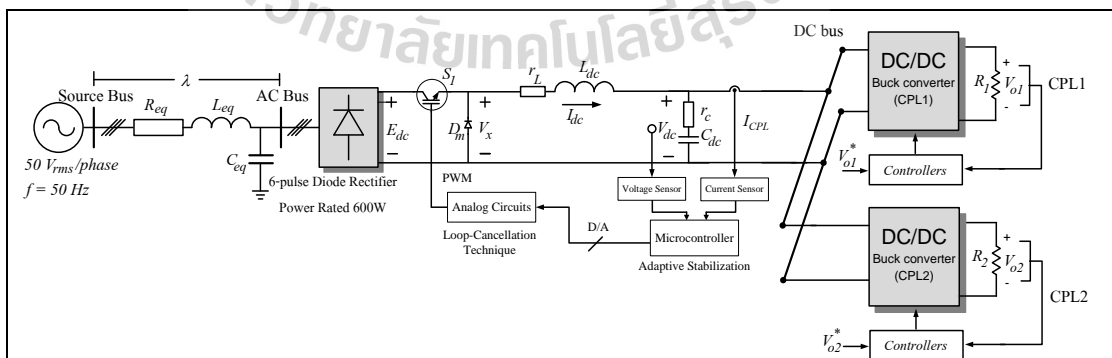 วิทยาลัยเทคโนโลยีสุร
λ
Source Bus
R_eq
L_eq
AC Bus
C_eq
50 V_rms/phase
f = 50 Hz
6-pulse Diode Rectifier
Power Rated 600W
+
E_dc
−
S_1
D_m
+
V_x
−
r_L
L_dc
I_dc
+
V_dc
−
r_c
C_dc
I_CPL
PWM
Analog Circuits
Loop-Cancellation
Technique
D/A
Voltage Sensor
Current Sensor
Microcontroller
Adaptive Stabilization
DC bus
DC/DC
Buck converter
(CPL1)
R_1
+
V_o1
-
CPL1
V_o1*
Controllers
DC/DC
Buck converter
(CPL2)
R_2
+
V_o2
-
CPL2
V_o2*
Controllers